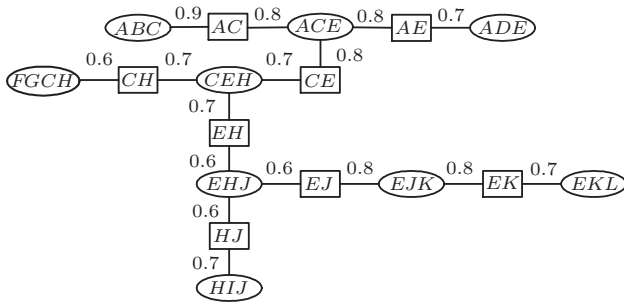 0.9 0.8 0.8 0.7
ABC AC ACE AE ADE
0.6 0.7 0.7 0.8
FGCH CH CEH CE
0.7
EH
0.6 0.6 0.8 0.8 0.7
EHJ EJ EJK EK EKL
0.6
HJ
0.7
HIJ